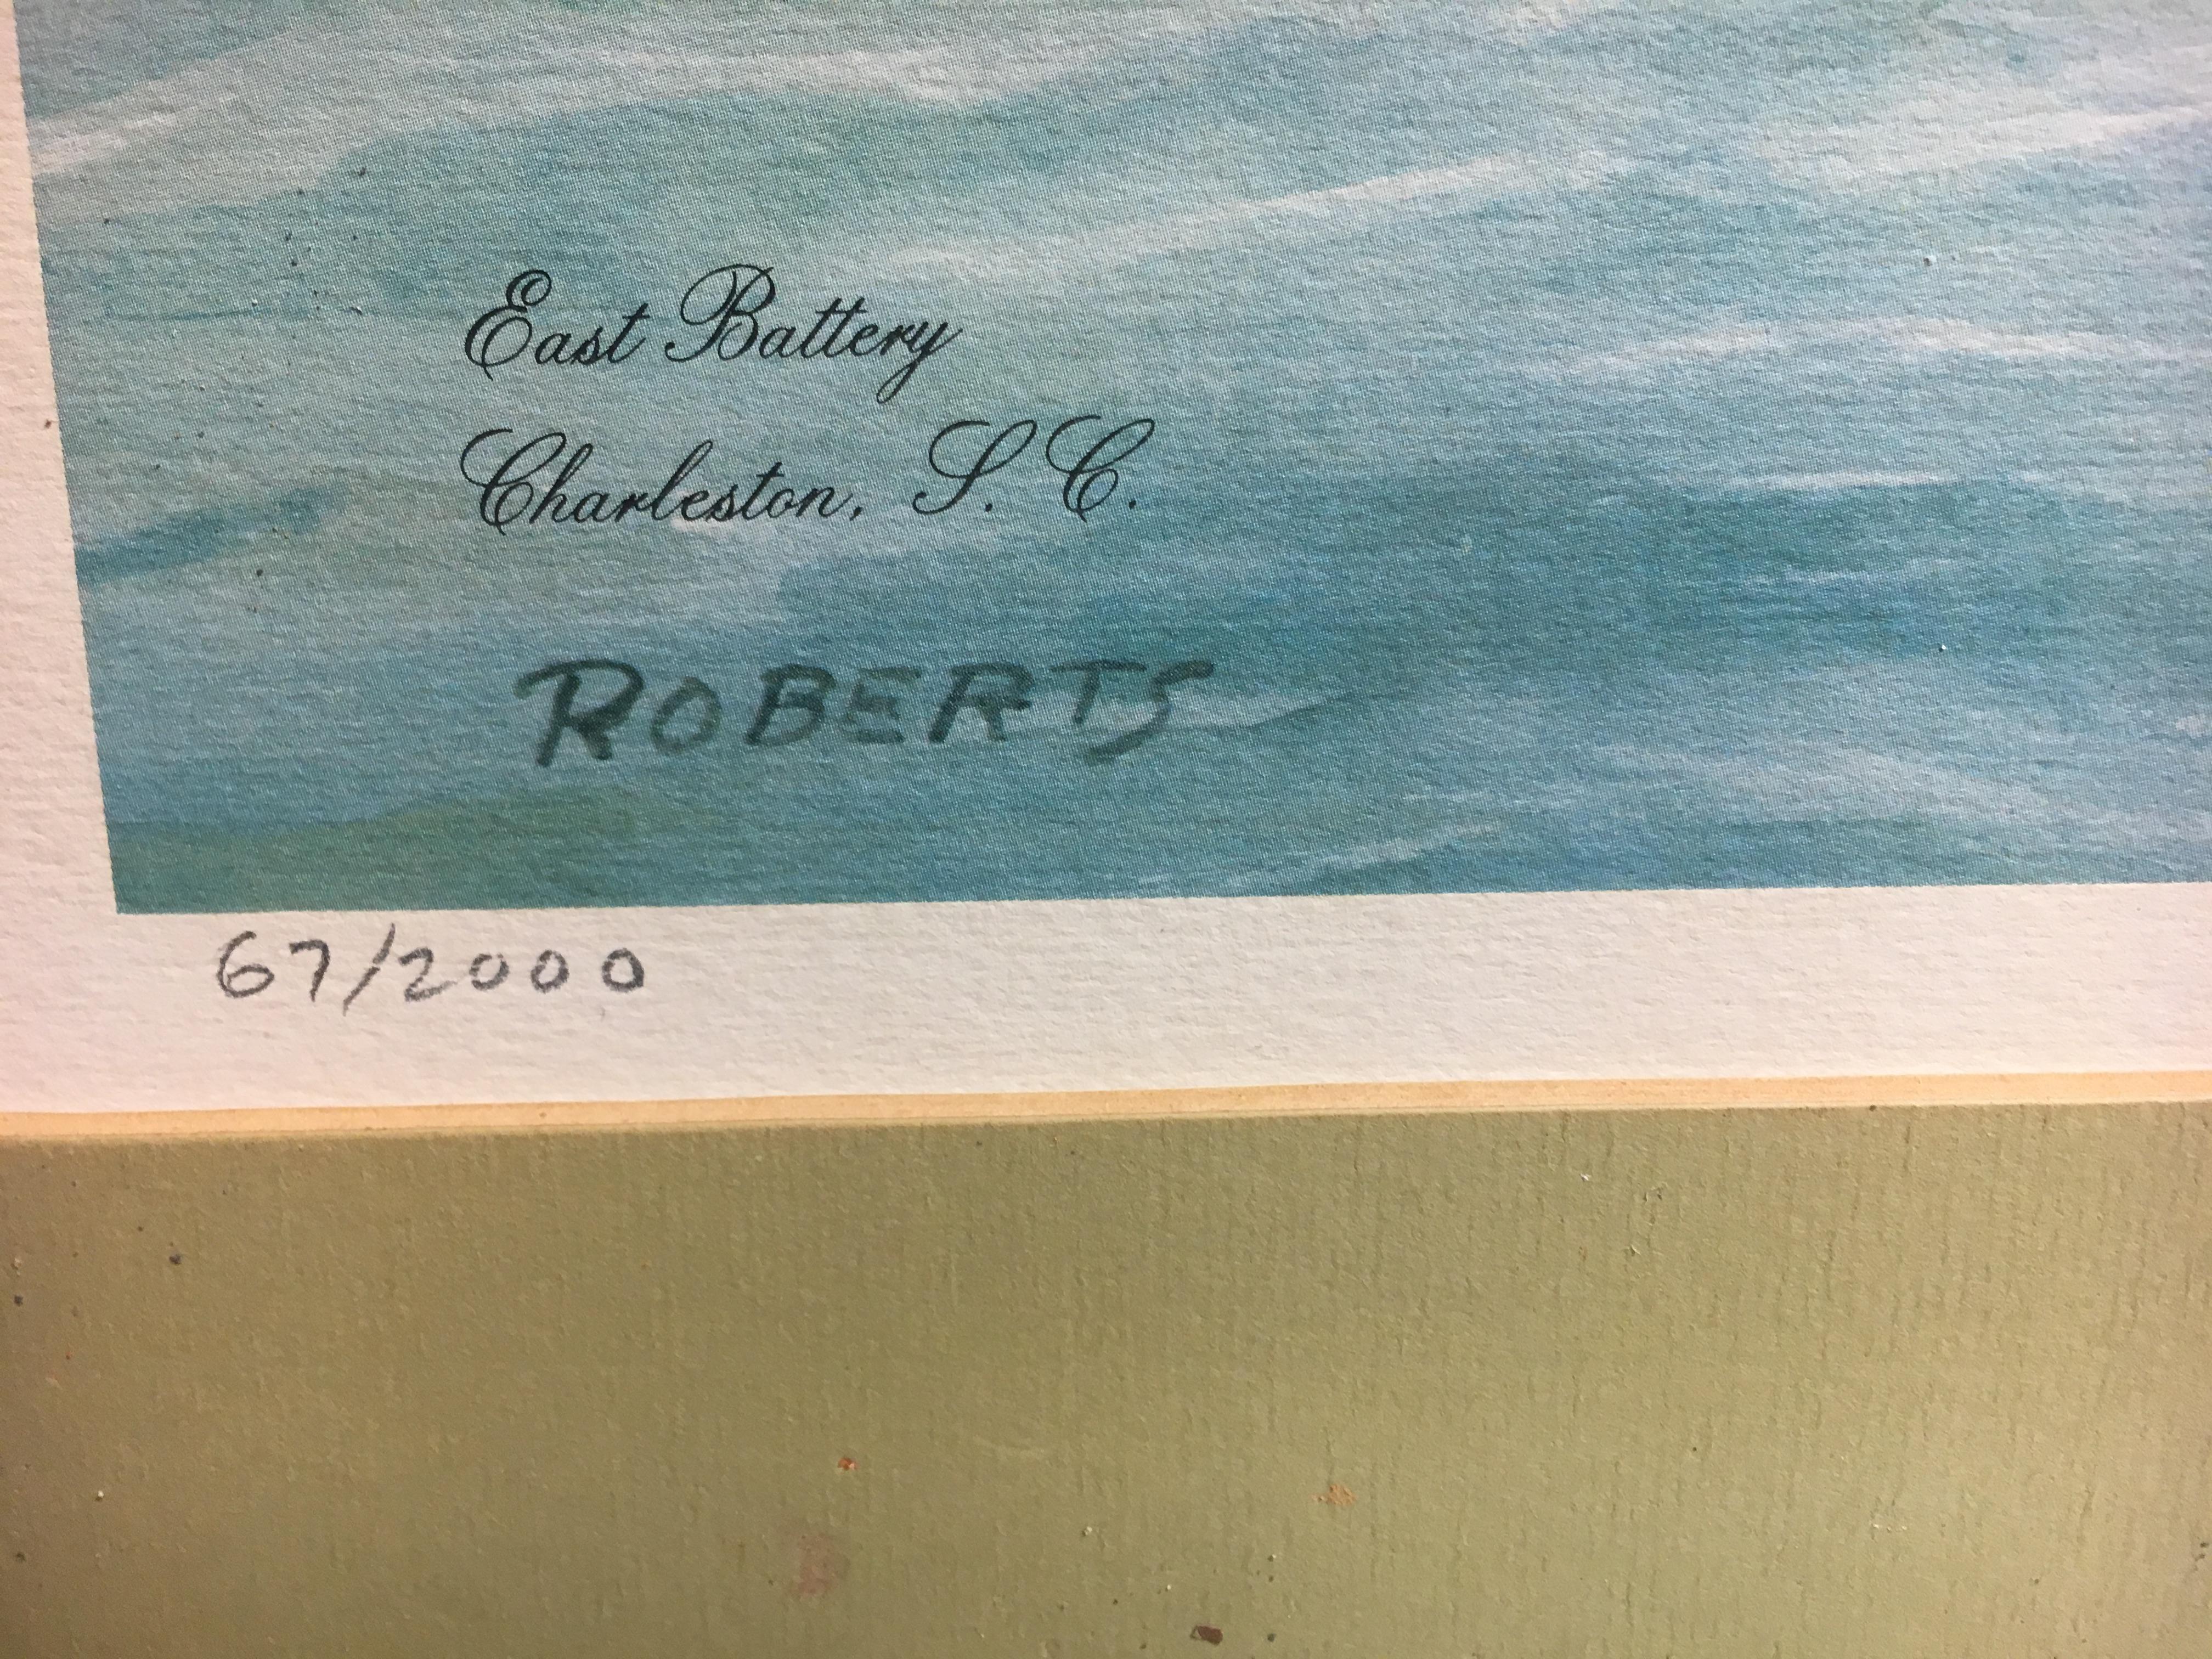 East Battery
Charleston, S. C.
ROBERTS
67/2000